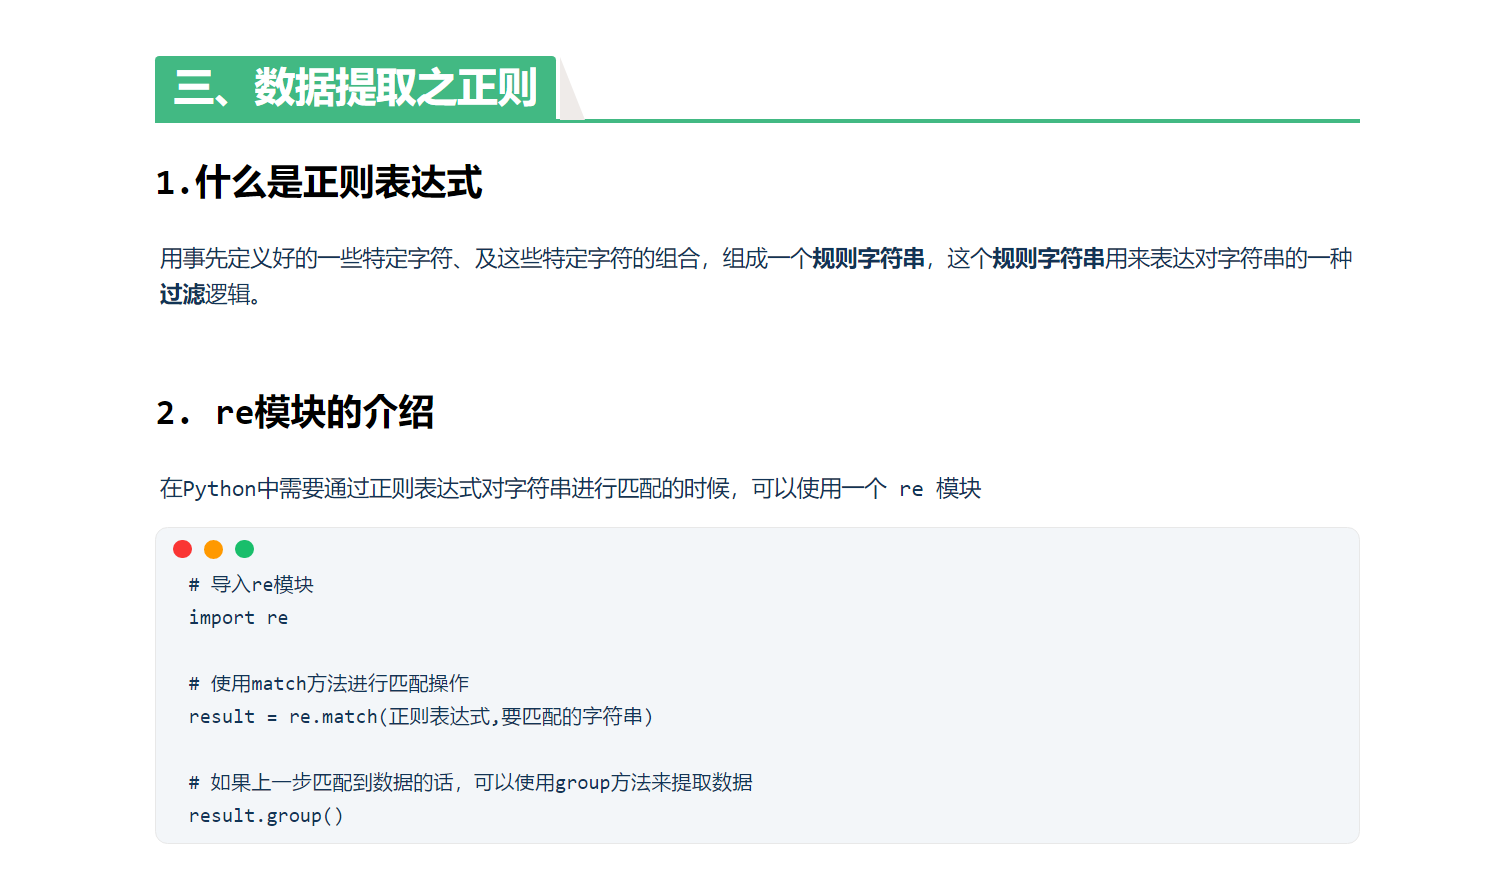 三、数据提取之正则
1.什么是正则表达式
用事先定义好的一些特定字符、及这些特定字符的组合，组成一个规则字符串，这个规则字符串用来表达对字符串的一种
过滤逻辑。
2. re模块的介绍
在Python中需要通过正则表达式对字符串进行匹配的时候，可以使用一个 re 模块
# 导入re模块
import re
# 使用match方法进行匹配操作
result = re.match(正则表达式,要匹配的字符串)
# 如果上一步匹配到数据的话，可以使用group方法来提取数据
result.group()